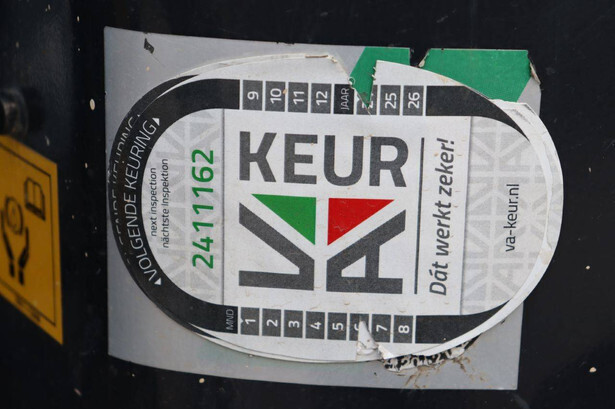 VOLGENDE KEURING
next inspection
nächtste Inspektion
2411162
9 10 11 12 JAAR 25 26
KEUR
VA
Dát werkt zeker!
va-keur.nl
MND 1 2 3 4 5 6 7 8